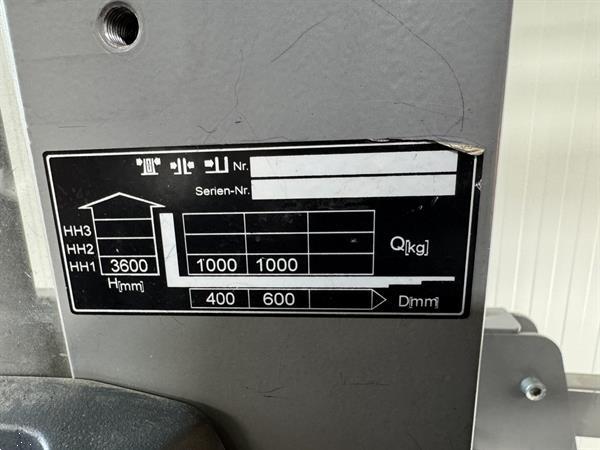 Nr.
Serien-Nr.
HH3
HH2
HH1 3600 1000 1000 Q[kg]
H[mm] 400 600 D[mm]